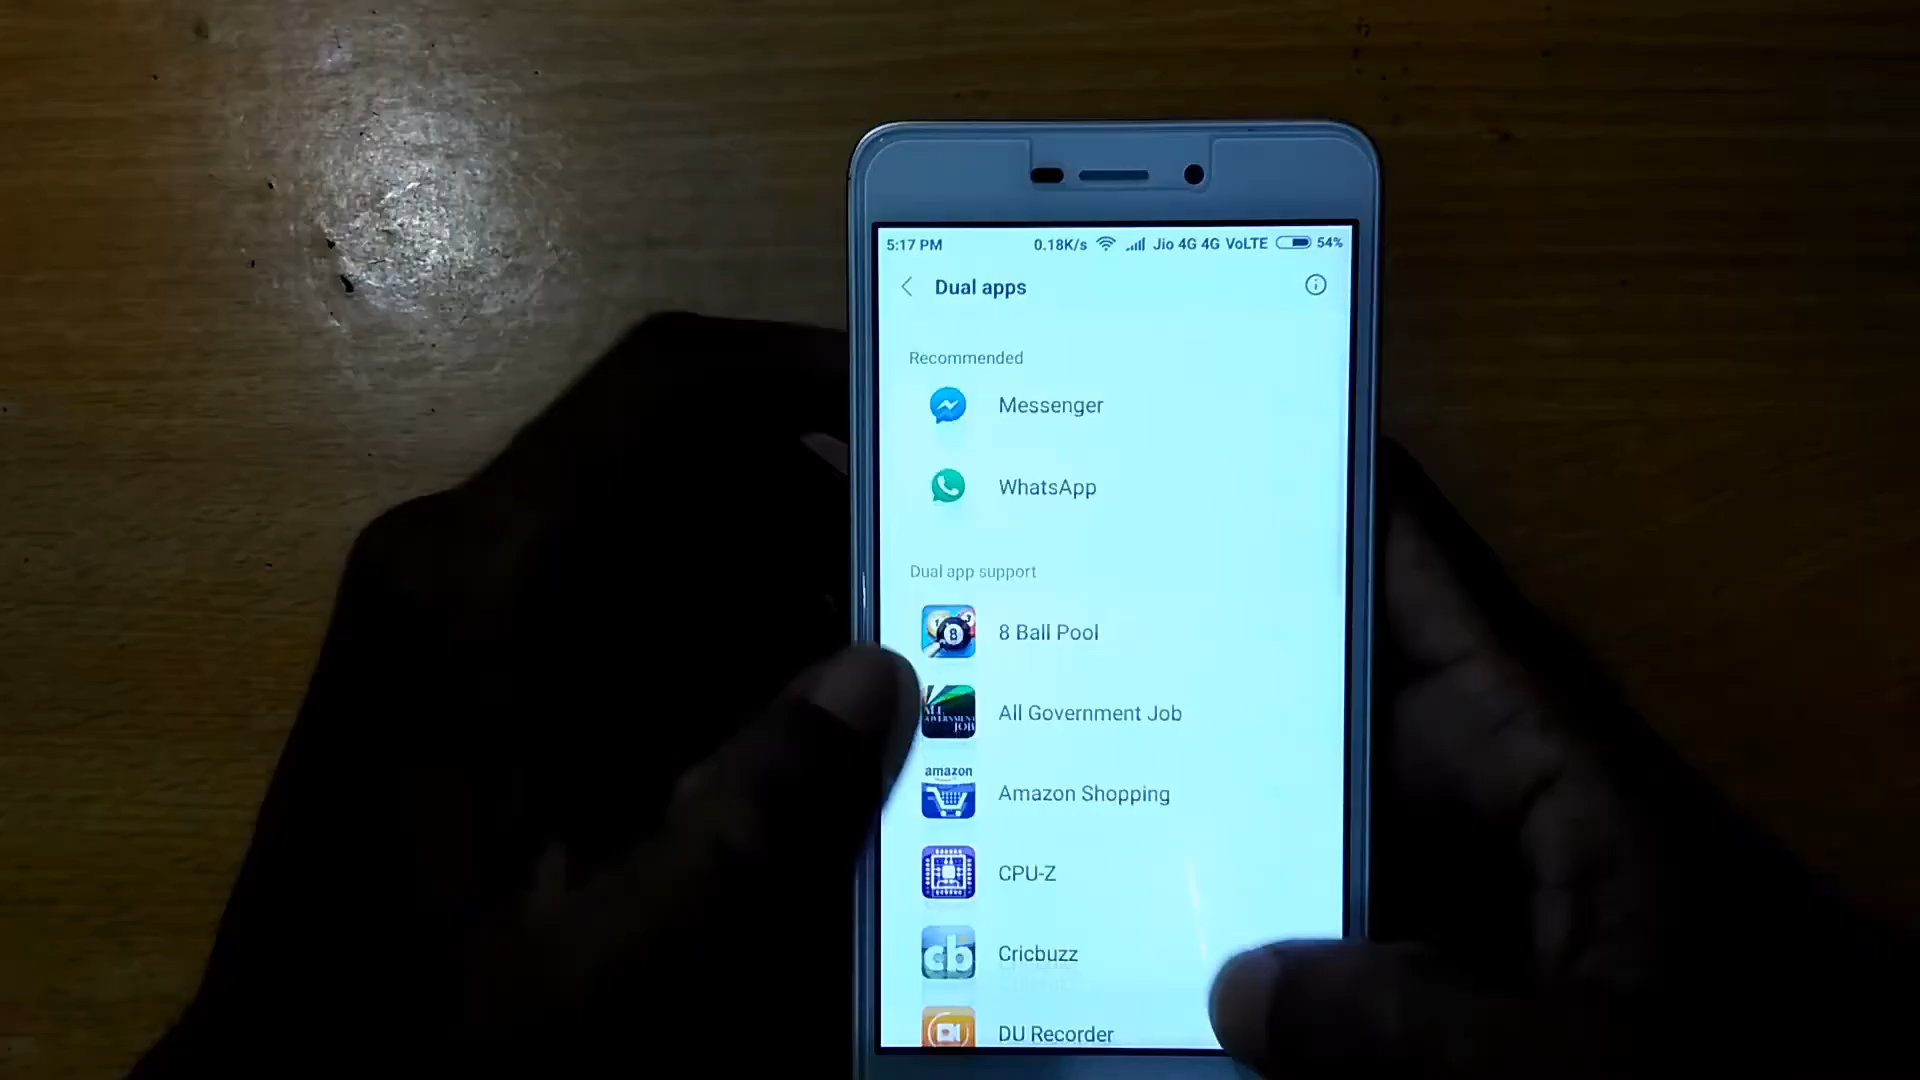 5:17 PM 0.18K/s Jio 4G 4G VoLTE 54%
Dual apps
Recommended
Messenger
WhatsApp
Dual app support
8 Ball Pool
All Government Job
amazon
Amazon Shopping
CPU-Z
cb
Cricbuzz
DU Recorder